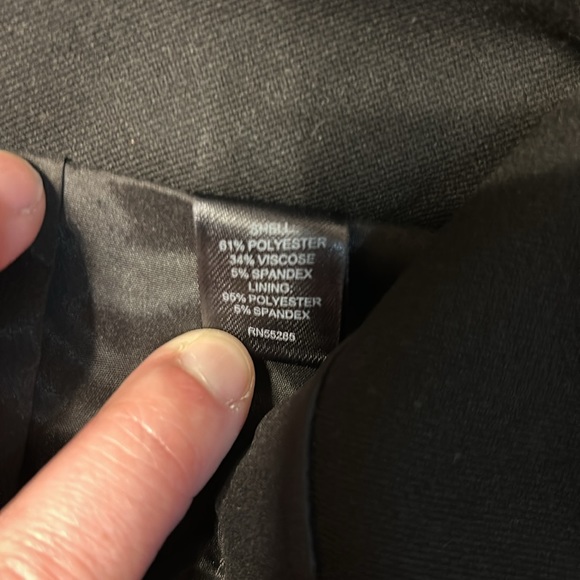 SHELL:
61% POLYESTER
34% VISCOSE
5% SPANDEX
LINING:
95% POLYESTER
5% SPANDEX
RN55285